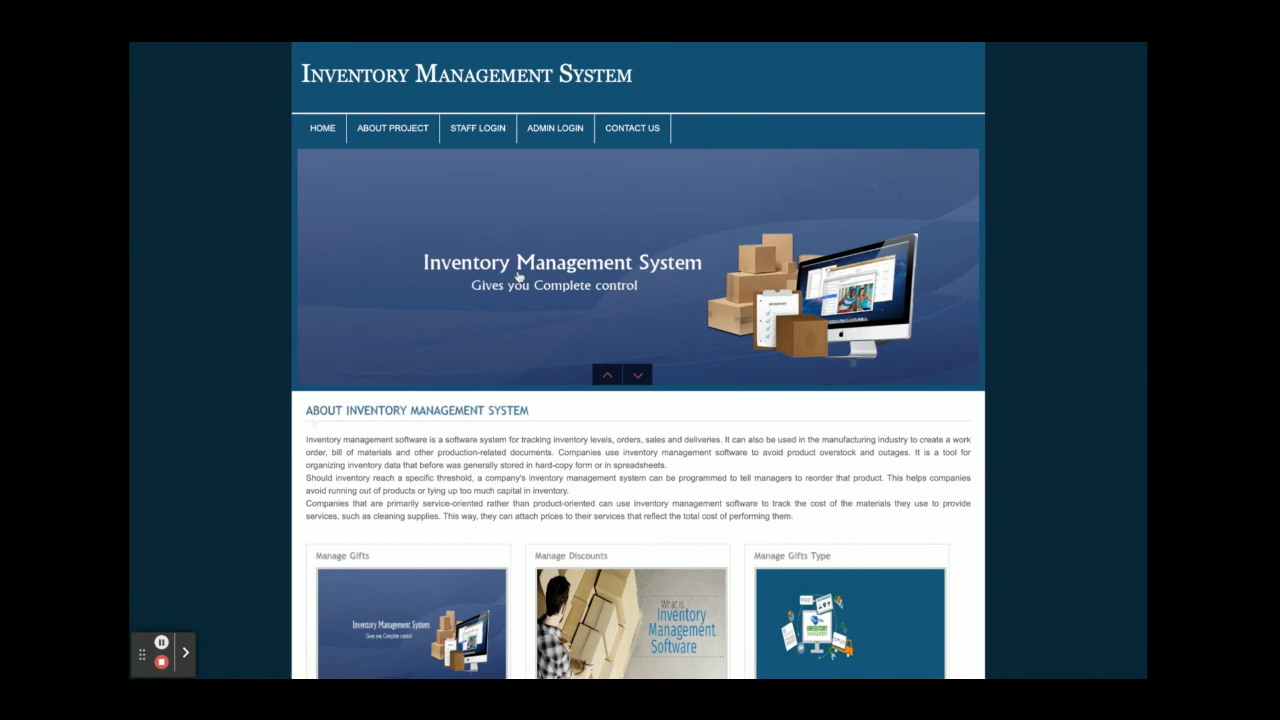 INVENTORY MANAGEMENT SYSTEM
HOME ABOUT PROJECT STAFF LOGIN ADMIN LOGIN CONTACT US
Inventory Management System
Gives you Complete control
ABOUT INVENTORY MANAGEMENT SYSTEM
Inventory management software is a software system for tracking inventory levels, orders, sales and deliveries. It can also be used in the manufacturing industry to create a work
order, bill of materials and other production-related documents. Companies use inventory management software to avoid product overstock and outages. It is a tool for
organizing inventory data that before was generally stored in hard-copy form or in spreadsheets.
Should inventory reach a specific threshold, a company's inventory management system can be programmed to tell managers to reorder that product. This helps companies
avoid running out of products or tying up too much capital in inventory.
Companies that are primarily service-oriented rather than product-oriented can use inventory management software to track the cost of the materials they use to provide
services, such as cleaning supplies. This way, they can attach prices to their services that reflect the total cost of performing them.
Manage Gifts Manage Discounts Manage Gifts Type
Inventory Management System
Gives you Complete control
What is
Inventory
Management
Software